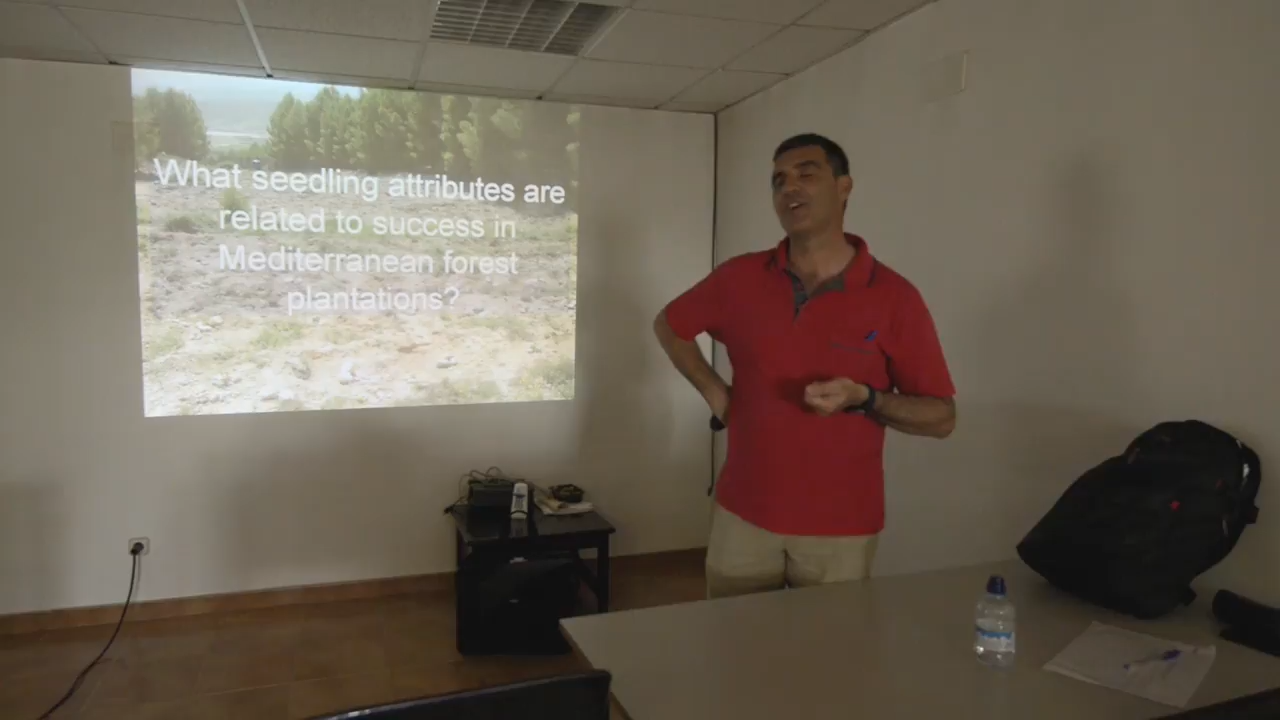 What seedling attributes are
related to success in
Mediterranean forest
plantations?